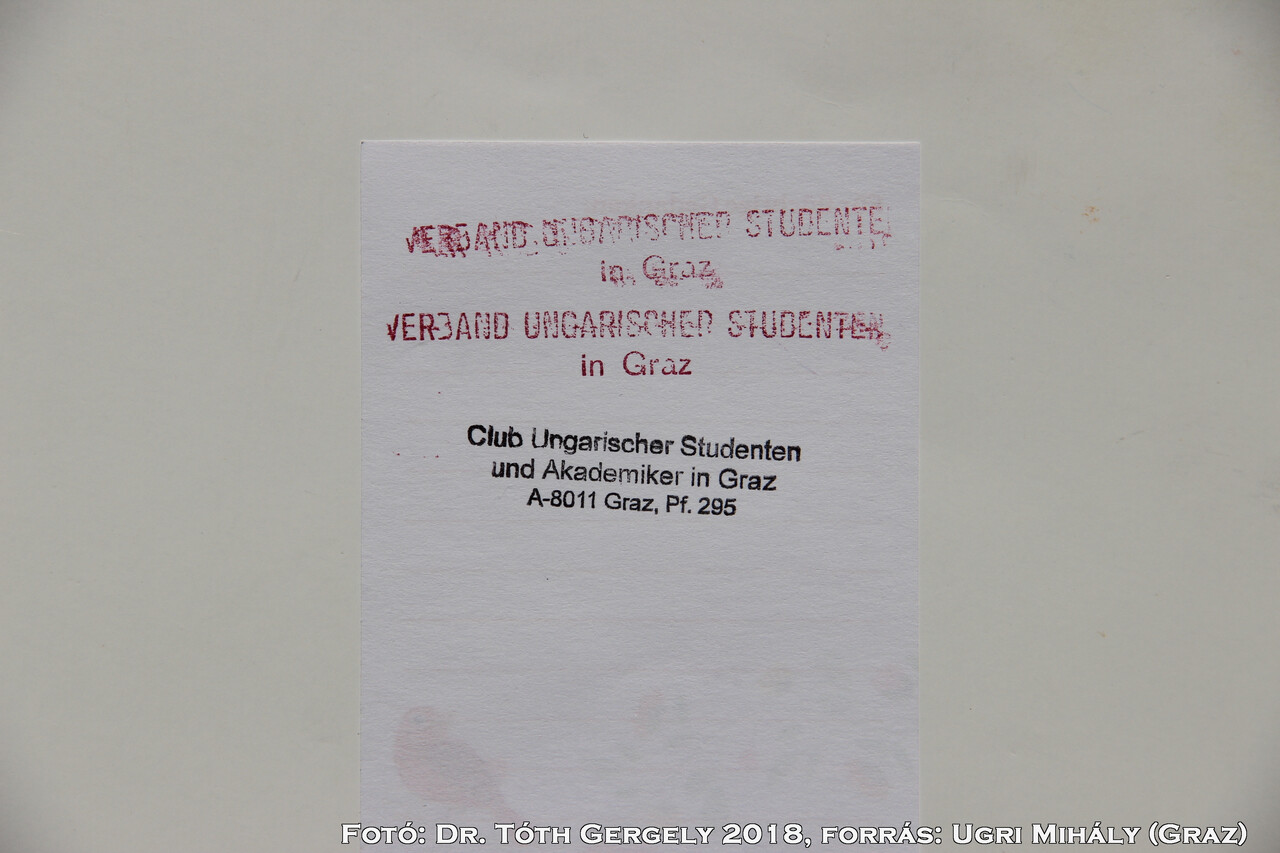 VERBAND UNGARISCHER STUDENTE
in Graz
VERBAND UNGARISCHER STUDENTEN
in Graz
Club Ungarischer Studenten
und Akademiker in Graz
A-8011 Graz, Pf. 295
Fotó: Dr. Tóth Gergely 2018, forrás: Ugri Mihály (Graz)